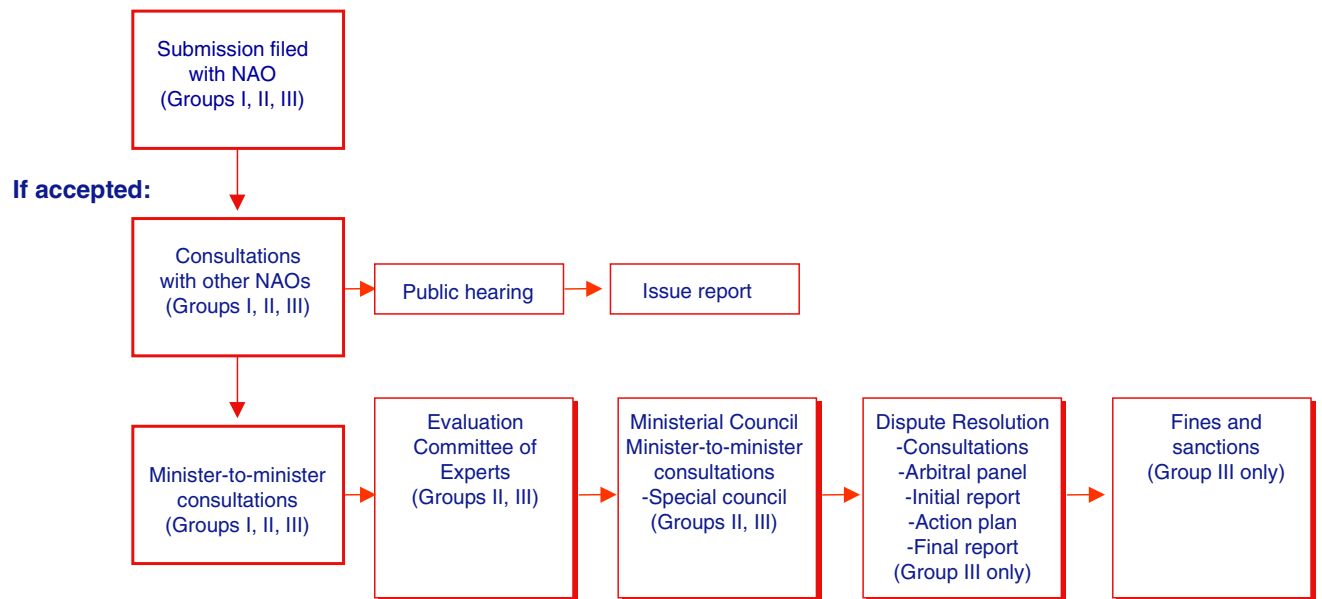 Submission filed
with NAO
(Groups I, II, III)
If accepted:
Consultations
with other NAOs
(Groups I, II, III)
Public hearing
Issue report
Minister-to-minister
consultations
(Groups I, II, III)
Evaluation
Committee of
Experts
(Groups II, III)
Ministerial Council
Minister-to-minister
consultations
-Special council
(Groups II, III)
Dispute Resolution
-Consultations
-Arbitral panel
-Initial report
-Action plan
-Final report
(Group III only)
Fines and
sanctions
(Group III only)